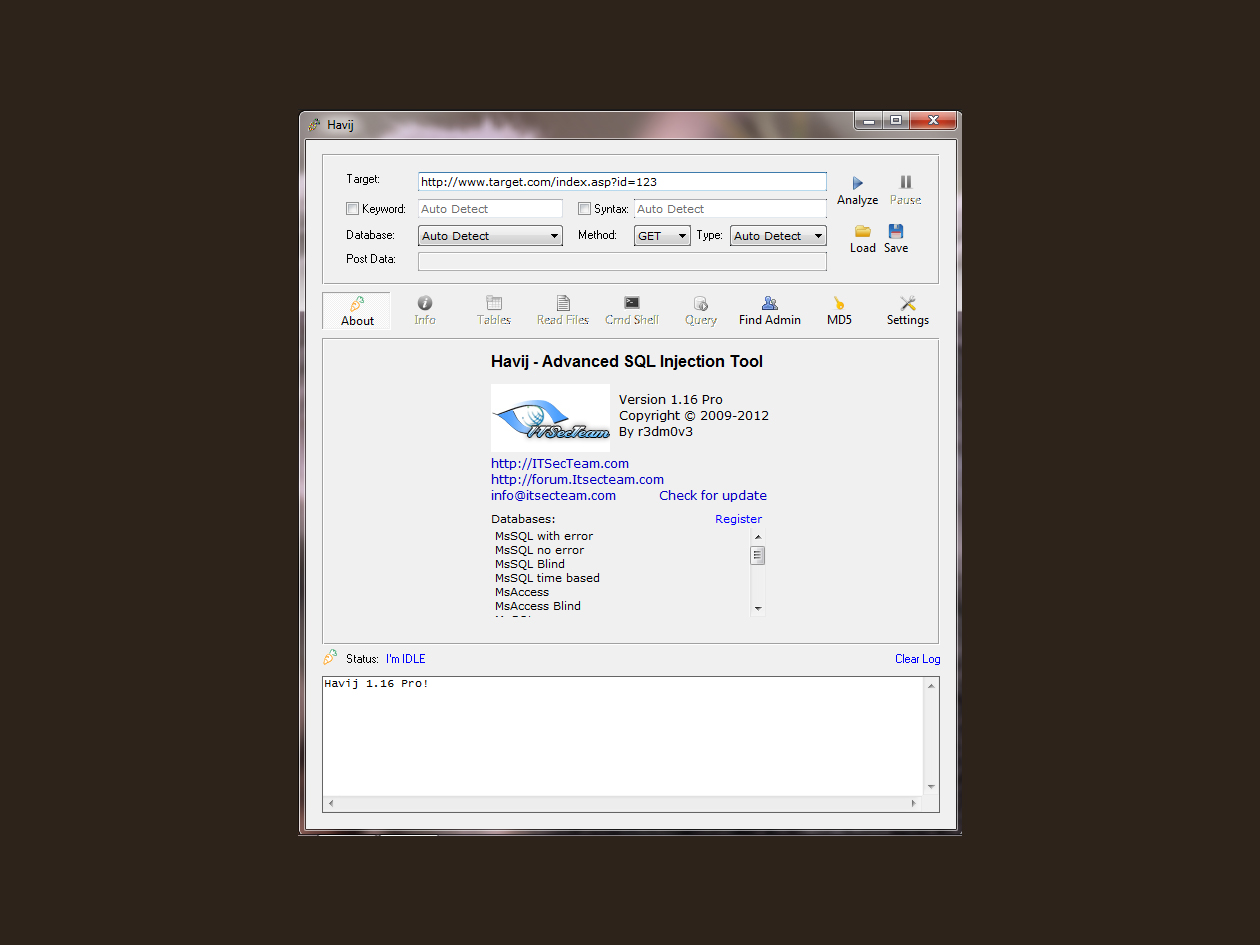 Havij
Target: http://www.target.com/index.asp?id=123
Analyze Pause
Keyword: Auto Detect Syntax: Auto Detect
Database: Auto Detect Method: GET Type: Auto Detect
Load Save
Post Data:
About Info Tables Read Files Cmd Shell Query Find Admin MD5 Settings
Havij - Advanced SQL Injection Tool
ITSecTeam
Version 1.16 Pro
Copyright © 2009-2012
By r3dm0v3
http://ITSecTeam.com
http://forum.Itsecteam.com
info@itsecteam.com Check for update
Databases: Register
MsSQL with error
MsSQL no error
MsSQL Blind
MsSQL time based
MsAccess
MsAccess Blind
Status: I'm IDLE Clear Log
Havij 1.16 Pro!